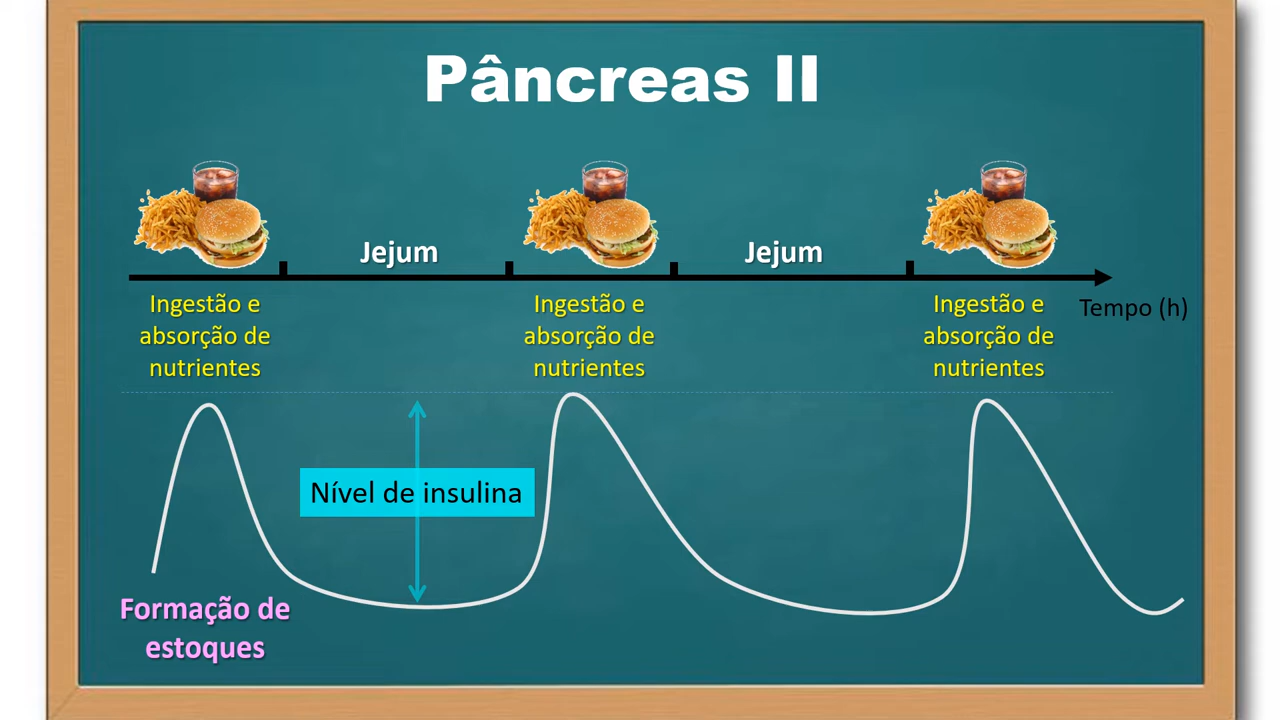 Pâncreas II
Jejum
Jejum
Ingestão e
absorção de
nutrientes
Ingestão e
absorção de
nutrientes
Ingestão e
absorção de
nutrientes
Tempo (h)
Nível de insulina
Formação de
estoques